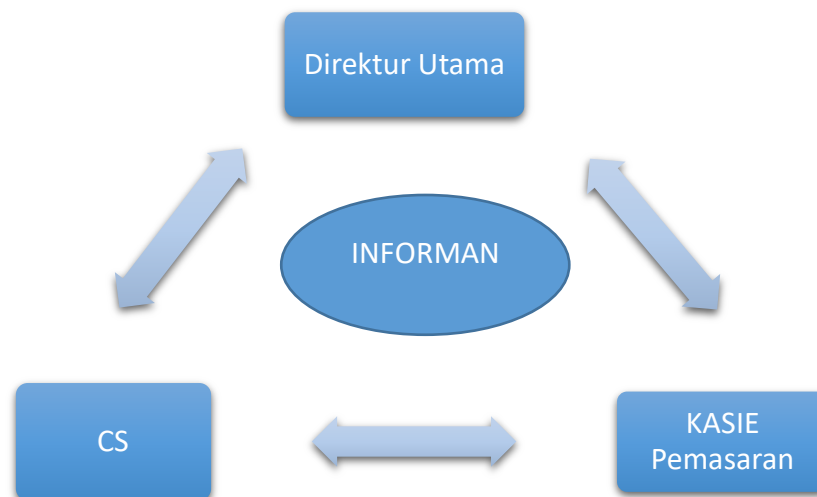 Direktur Utama
INFORMAN
CS
KASIE
Pemasaran